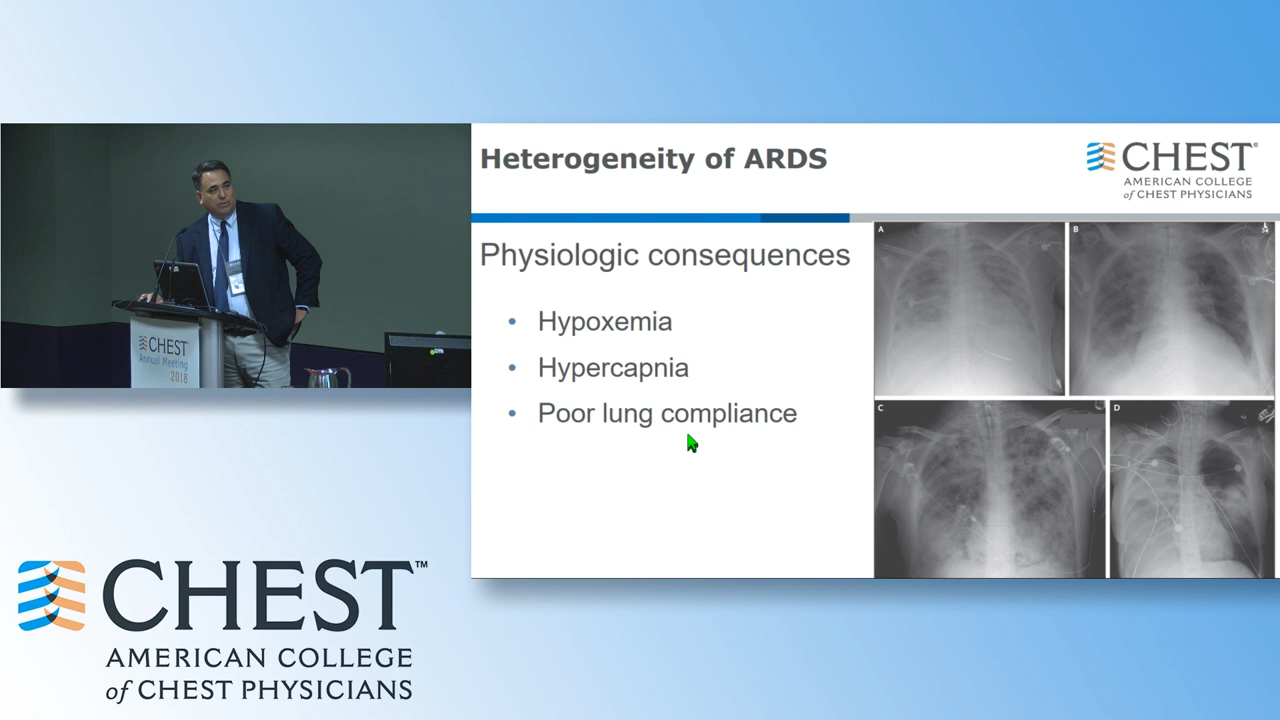 Heterogeneity of ARDS
CHEST®
AMERICAN COLLEGE
of CHEST PHYSICIANS
Physiologic consequences
• Hypoxemia
• Hypercapnia
• Poor lung compliance
A
B
C
D
CHEST
Annual Meeting
2018
CHEST™
AMERICAN COLLEGE
of CHEST PHYSICIANS